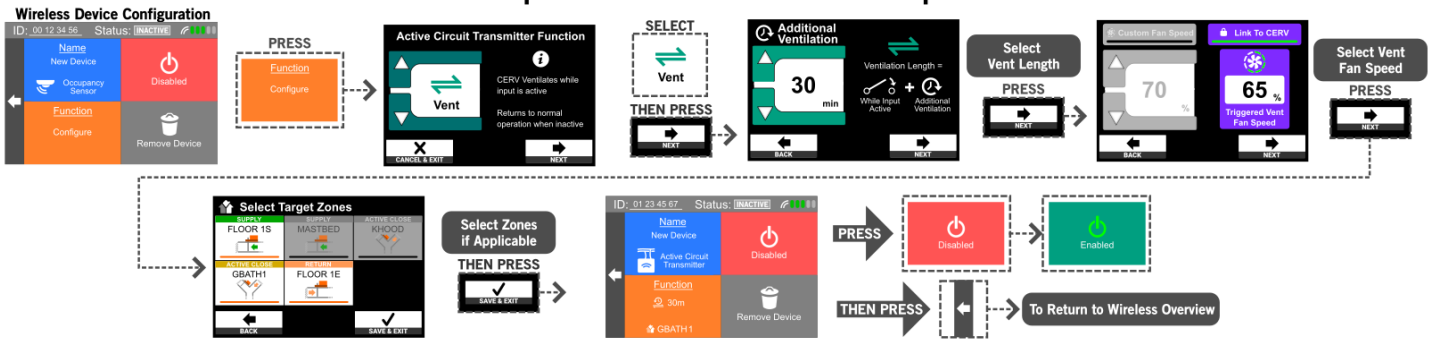 Wireless Device Configuration
ID: 00 12 34 56 Status: INACTIVE
Name
New Device
Occupancy
Sensor
Disabled
Function
Configure
Remove Device
PRESS
Function
Configure
Active Circuit Transmitter Function
Vent
CERV Ventilates while
input is active
Returns to normal
operation when inactive
CANCEL & EXIT
NEXT
SELECT
Vent
THEN PRESS
NEXT
Additional
Ventilation
30
min
Ventilation Length =
While Input
Active
+
Additional
Ventilation
BACK
NEXT
Select
Vent Length
PRESS
NEXT
Custom Fan Speed
70
%
Link To CERV
65 %
Triggered Vent
Fan Speed
BACK
NEXT
Select Vent
Fan Speed
PRESS
NEXT
Select Target Zones
SUPPLY
FLOOR 1S
SUPPLY
MASTBED
ACTIVE CLOSE
KHOOD
ACTIVE CLOSE
GBATH1
RETURN
FLOOR 1E
BACK
SAVE & EXIT
Select Zones
if Applicable
THEN PRESS
SAVE & EXIT
ID: 01 23 45 67 Status: INACTIVE
Name
New Device
Active Circuit
Transmitter
Disabled
Function
30m
GBATH1
Remove Device
PRESS
Disabled
Enabled
THEN PRESS
To Return to Wireless Overview